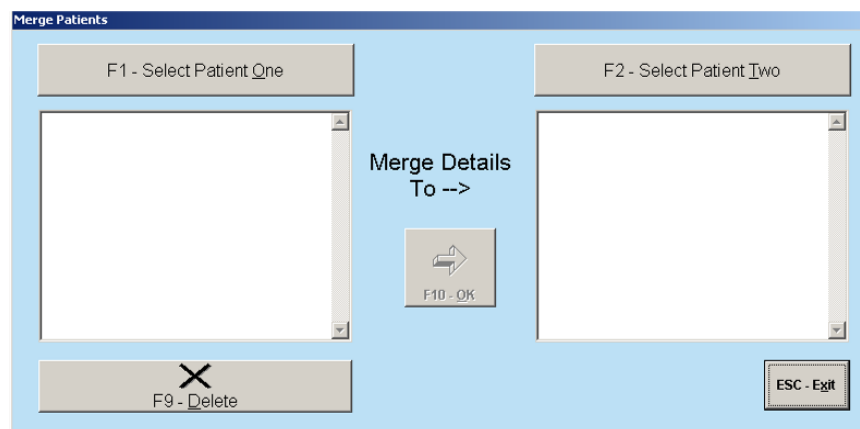 Merge Patients
F1 - Select Patient One
F2 - Select Patient Two
Merge Details
To -->
F10 - OK
F9 - Delete
ESC - Exit